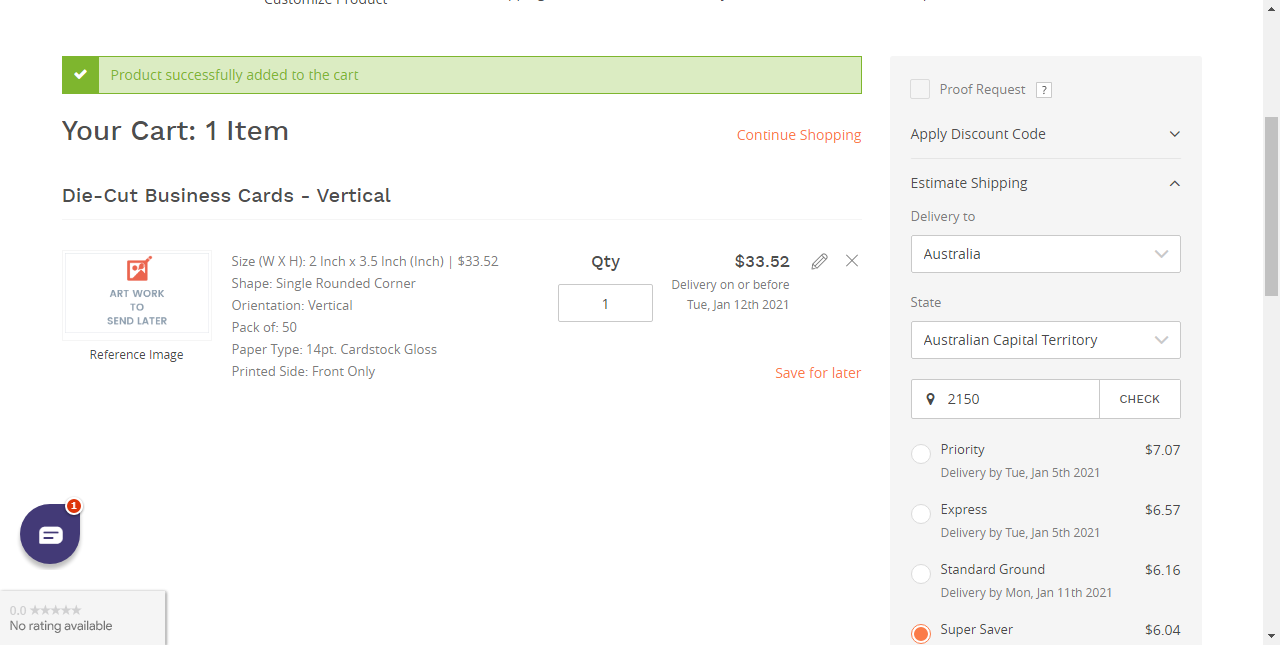 Customize Product
Product successfully added to the cart
Your Cart: 1 Item
Continue Shopping
Die-Cut Business Cards - Vertical
ART WORK
TO
SEND LATER
Reference Image
Size (W X H): 2 Inch x 3.5 Inch (Inch) | $33.52
Shape: Single Rounded Corner
Orientation: Vertical
Pack of: 50
Paper Type: 14pt. Cardstock Gloss
Printed Side: Front Only
Qty
1
$33.52
Delivery on or before
Tue, Jan 12th 2021
Save for later
Proof Request ?
Apply Discount Code
Estimate Shipping
Delivery to
Australia
State
Australian Capital Territory
2150 CHECK
Priority $7.07
Delivery by Tue, Jan 5th 2021
Express $6.57
Delivery by Tue, Jan 5th 2021
Standard Ground $6.16
Delivery by Mon, Jan 11th 2021
Super Saver $6.04
1
0.0 ★★★★★
No rating available